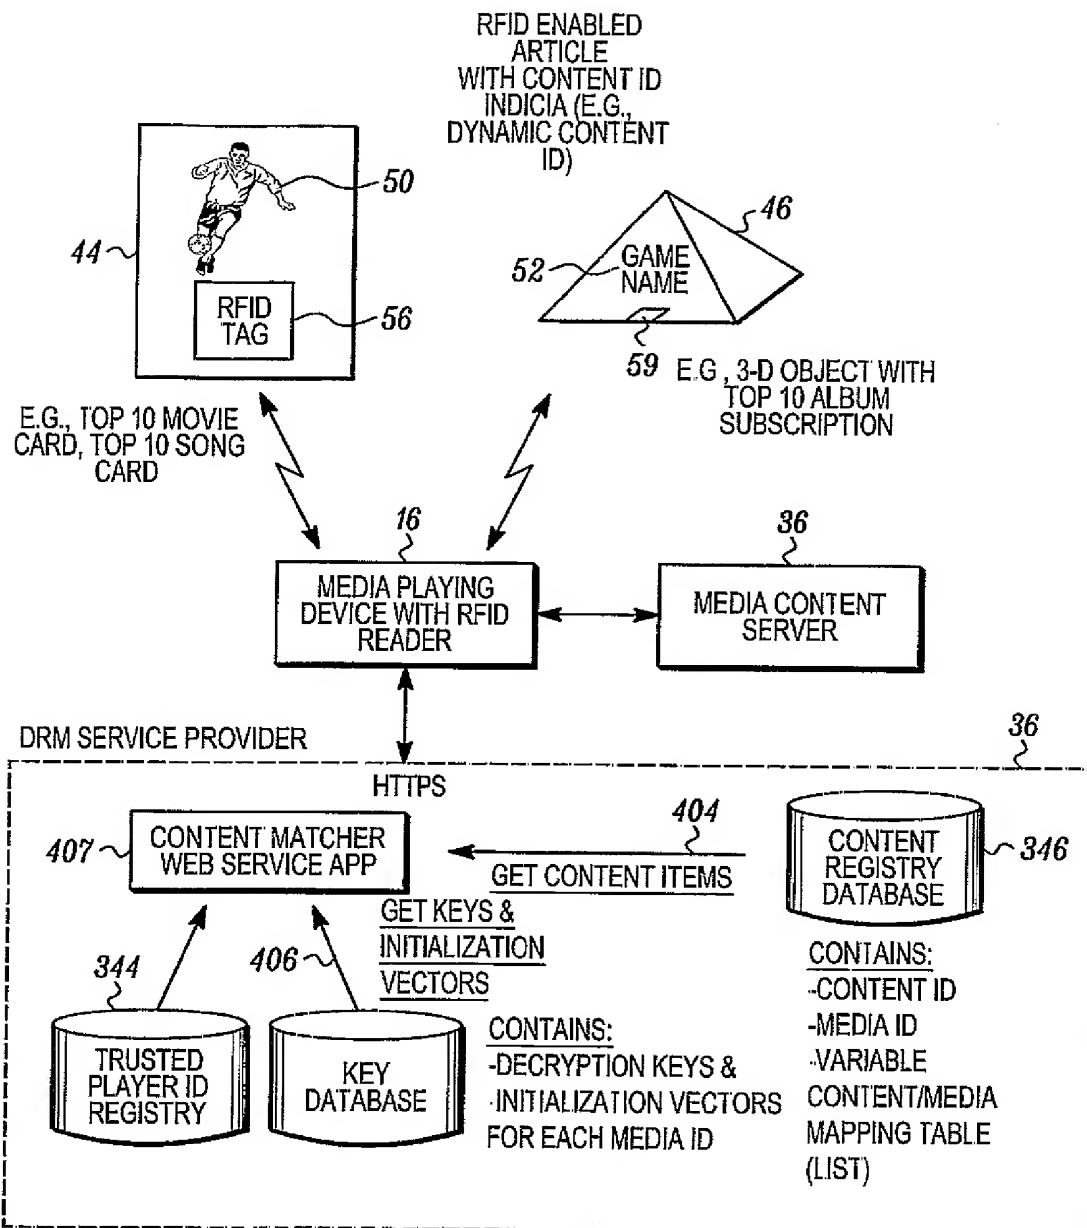 RFID ENABLED
ARTICLE
WITH CONTENT ID
INDICIA (E.G.,
DYNAMIC CONTENT
ID)
50
44
RFID
TAG
56
46
52
GAME
NAME
59
E.G., TOP 10 MOVIE
CARD, TOP 10 SONG
CARD
E.G , 3-D OBJECT WITH
TOP 10 ALBUM
SUBSCRIPTION
16
MEDIA PLAYING
DEVICE WITH RFID
READER
36
MEDIA CONTENT
SERVER
DRM SERVICE PROVIDER
36
HTTPS
407
CONTENT MATCHER
WEB SERVICE APP
404
GET CONTENT ITEMS
CONTENT
REGISTRY
DATABASE
346
GET KEYS &
INITIALIZATION
VECTORS
406
344
TRUSTED
PLAYER ID
REGISTRY
KEY
DATABASE
CONTAINS:
-DECRYPTION KEYS &
-INITIALIZATION VECTORS
FOR EACH MEDIA ID
CONTAINS:
-CONTENT ID
-MEDIA ID
-VARIABLE
CONTENT/MEDIA
MAPPING TABLE
(LIST)